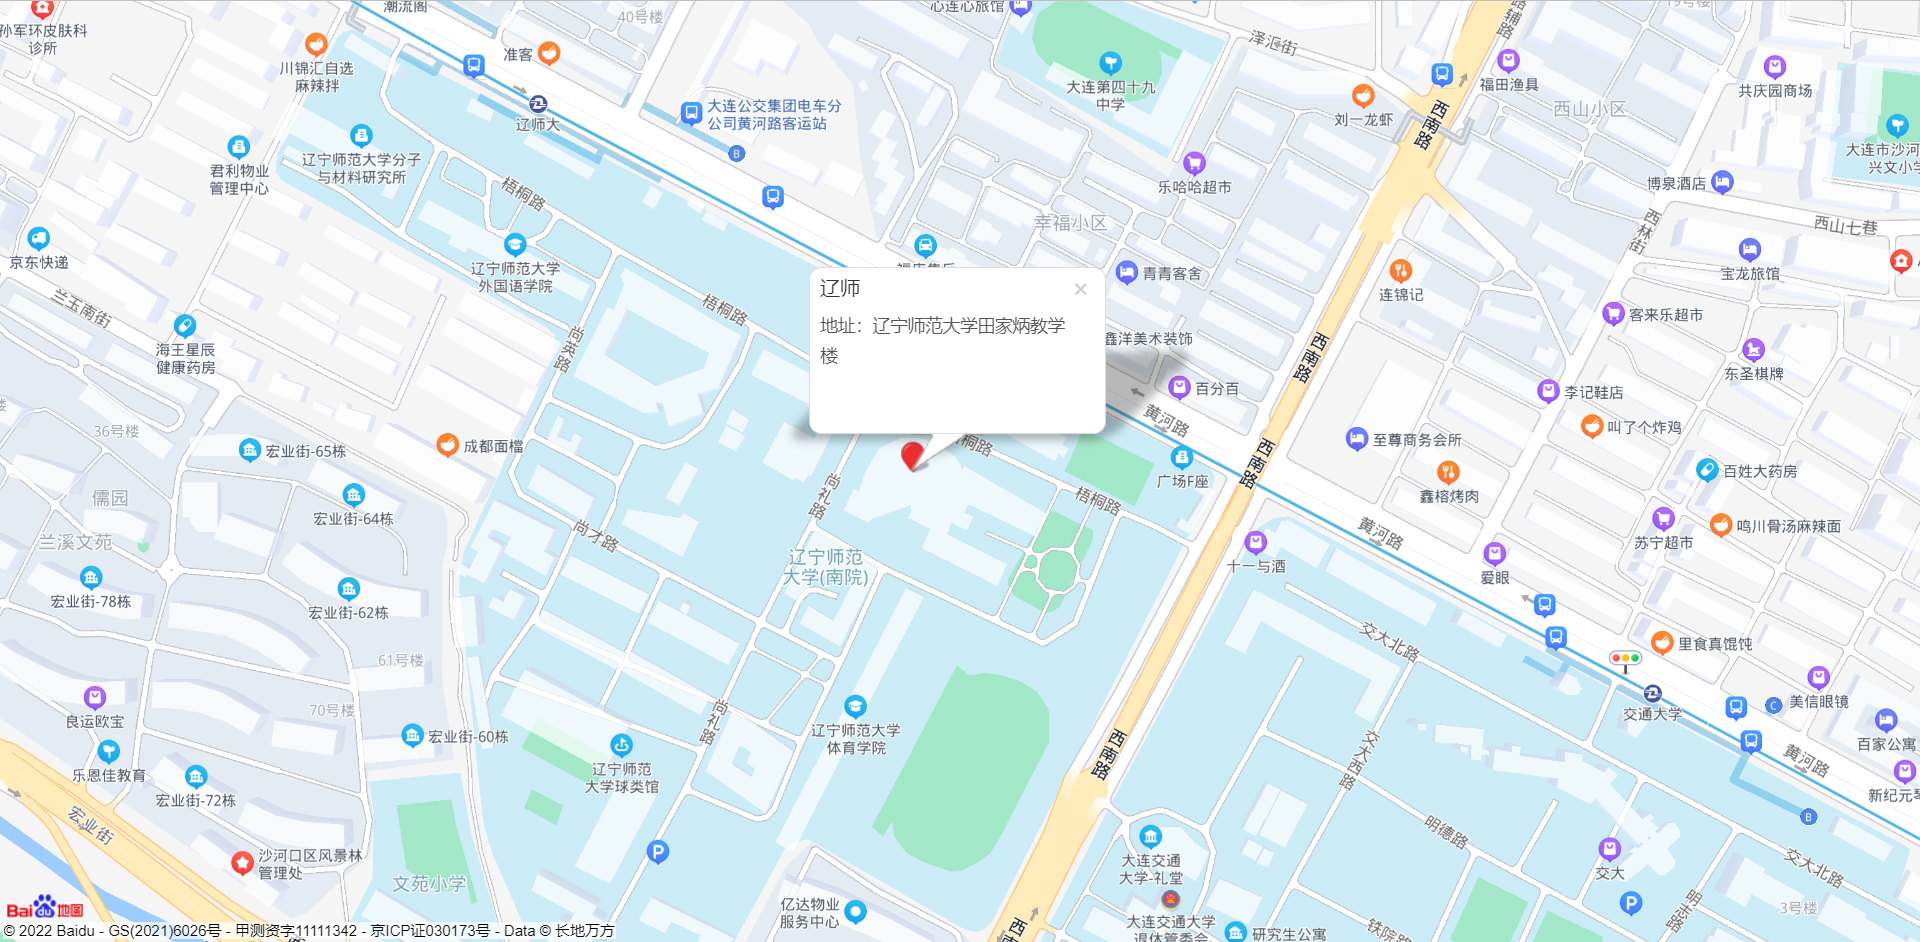 潮流阁
40号楼
心连心旅馆
孙军环皮肤科
诊所
准客
川锦汇自选
麻辣拌
辽师大
大连公交集团电车分
公司黄河路客运站
B
大连第四十九
中学
泽汇街
西南路
福田渔具
刘一龙虾
西山小区
共庆园商场
大连市沙河
兴文小学
君利物业
管理中心
辽宁师范大学分子
与材料研究所
梧桐路
乐哈哈超市
博泉酒店
幸福小区
西林街
西山七巷
京东快递
辽宁师范大学
外国语学院
青青客舍
宝龙旅馆
连锦记
兰玉南街
梧桐路
辽师
地址：辽宁师范大学田家炳教学
楼
尚英路
海王星辰
健康药房
鑫洋美术装饰
西南路
客来乐超市
东圣棋牌
百分百
李记鞋店
黄河路
36号楼
宏业街-65栋
成都面檔
梧桐路
至尊商务会所
叫了个炸鸡
西南路
广场F座
百姓大药房
儒园
宏业街-64栋
尚礼路
梧桐路
鑫榕烤肉
兰溪文苑
尚才路
黄河路
苏宁超市
鸣川骨汤麻辣面
辽宁师范
大学(南院)
十一与酒
爱眼
宏业街-78栋
宏业街-62栋
交大北路
里食真馄饨
61号楼
70号楼
良运欧宝
尚礼路
交通大学
C
美信眼镜
宏业街-60栋
辽宁师范大学
体育学院
西南路
交大西路
百家公寓
黄河路
乐恩佳教育
辽宁师范
大学球类馆
宏业街-72栋
新纪元琴
宏业街
B
明德路
沙河口区风景林
管理处
P
大连交通
大学-礼堂
交大
交大北路
文苑小学
亿达物业
服务中心
大连交通大学
退休管委会
研究生公寓
P
明志路
3号楼
铁院路
西南
Baidu地图
© 2022 Baidu - GS(2021)6026号 - 甲测资字11111342 - 京ICP证030173号 - Data © 长地万方